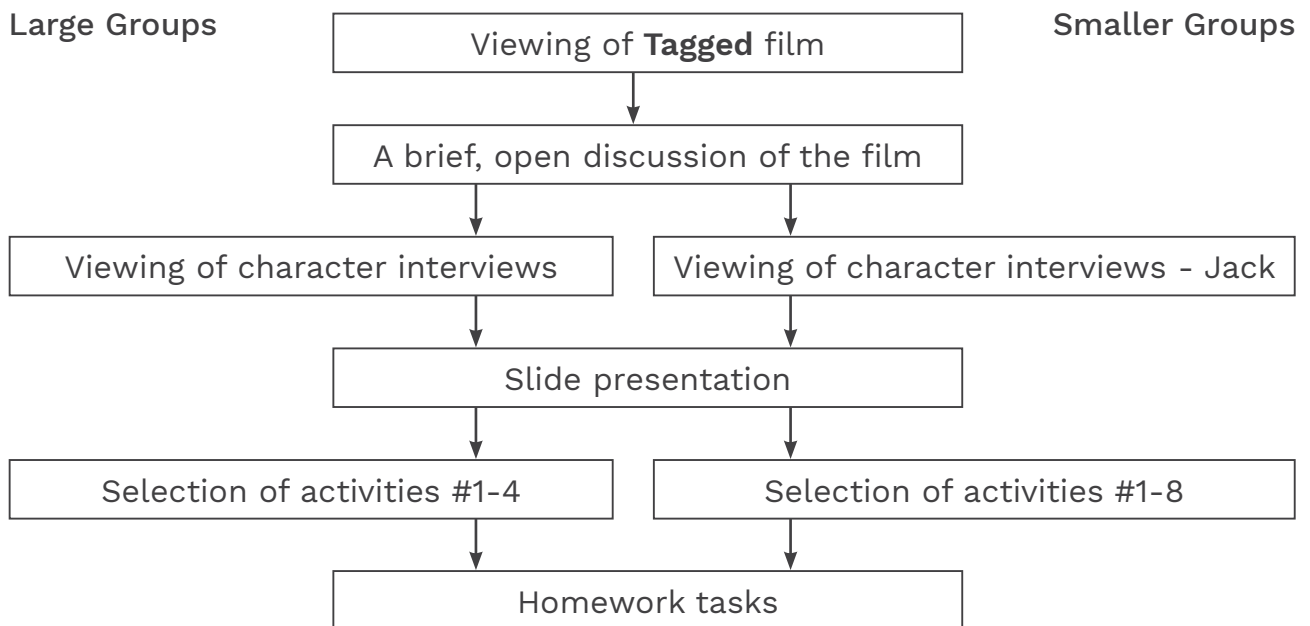 Large Groups
Smaller Groups
Viewing of Tagged film
A brief, open discussion of the film
Viewing of character interviews
Viewing of character interviews - Jack
Slide presentation
Selection of activities #1-4
Selection of activities #1-8
Homework tasks